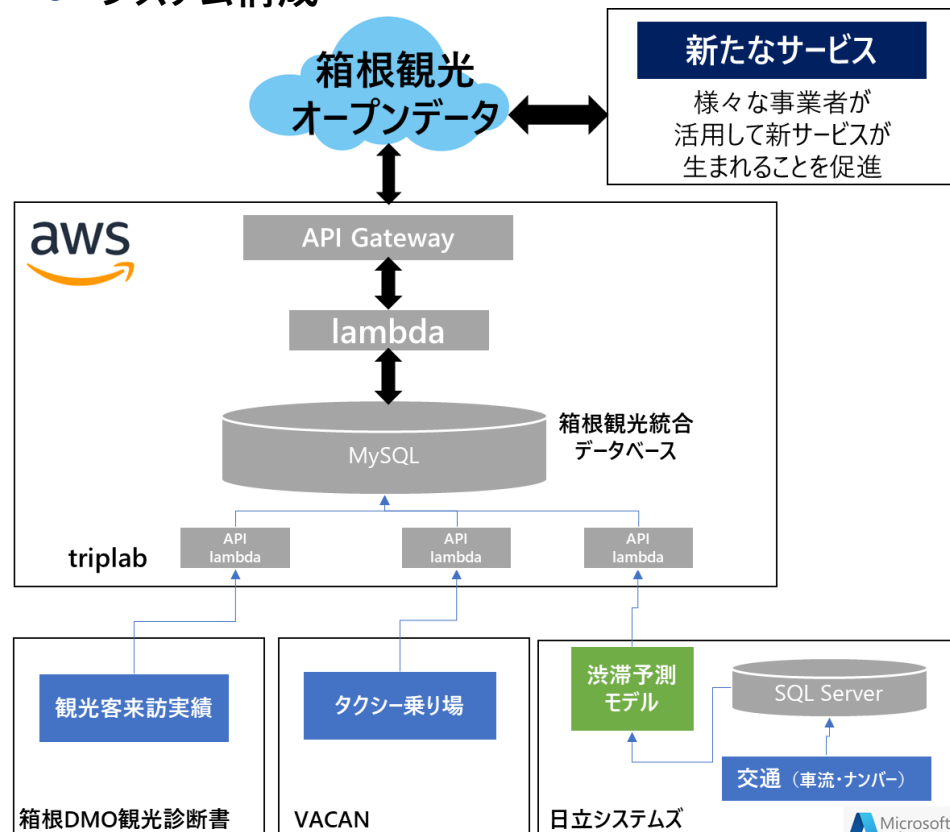 システム構成
箱根観光
オープンデータ
新たなサービス
様々な事業者が
活用して新サービスが
生まれることを促進
aws
API Gateway
lambda
MySQL
箱根観光統合
データベース
API
lambda
API
lambda
API
lambda
triplab
観光客来訪実績
箱根DMO観光診断書
タクシー乗り場
VACAN
渋滞予測
モデル
SQL Server
交通（車流・ナンバー）
日立システムズ
Microsoft